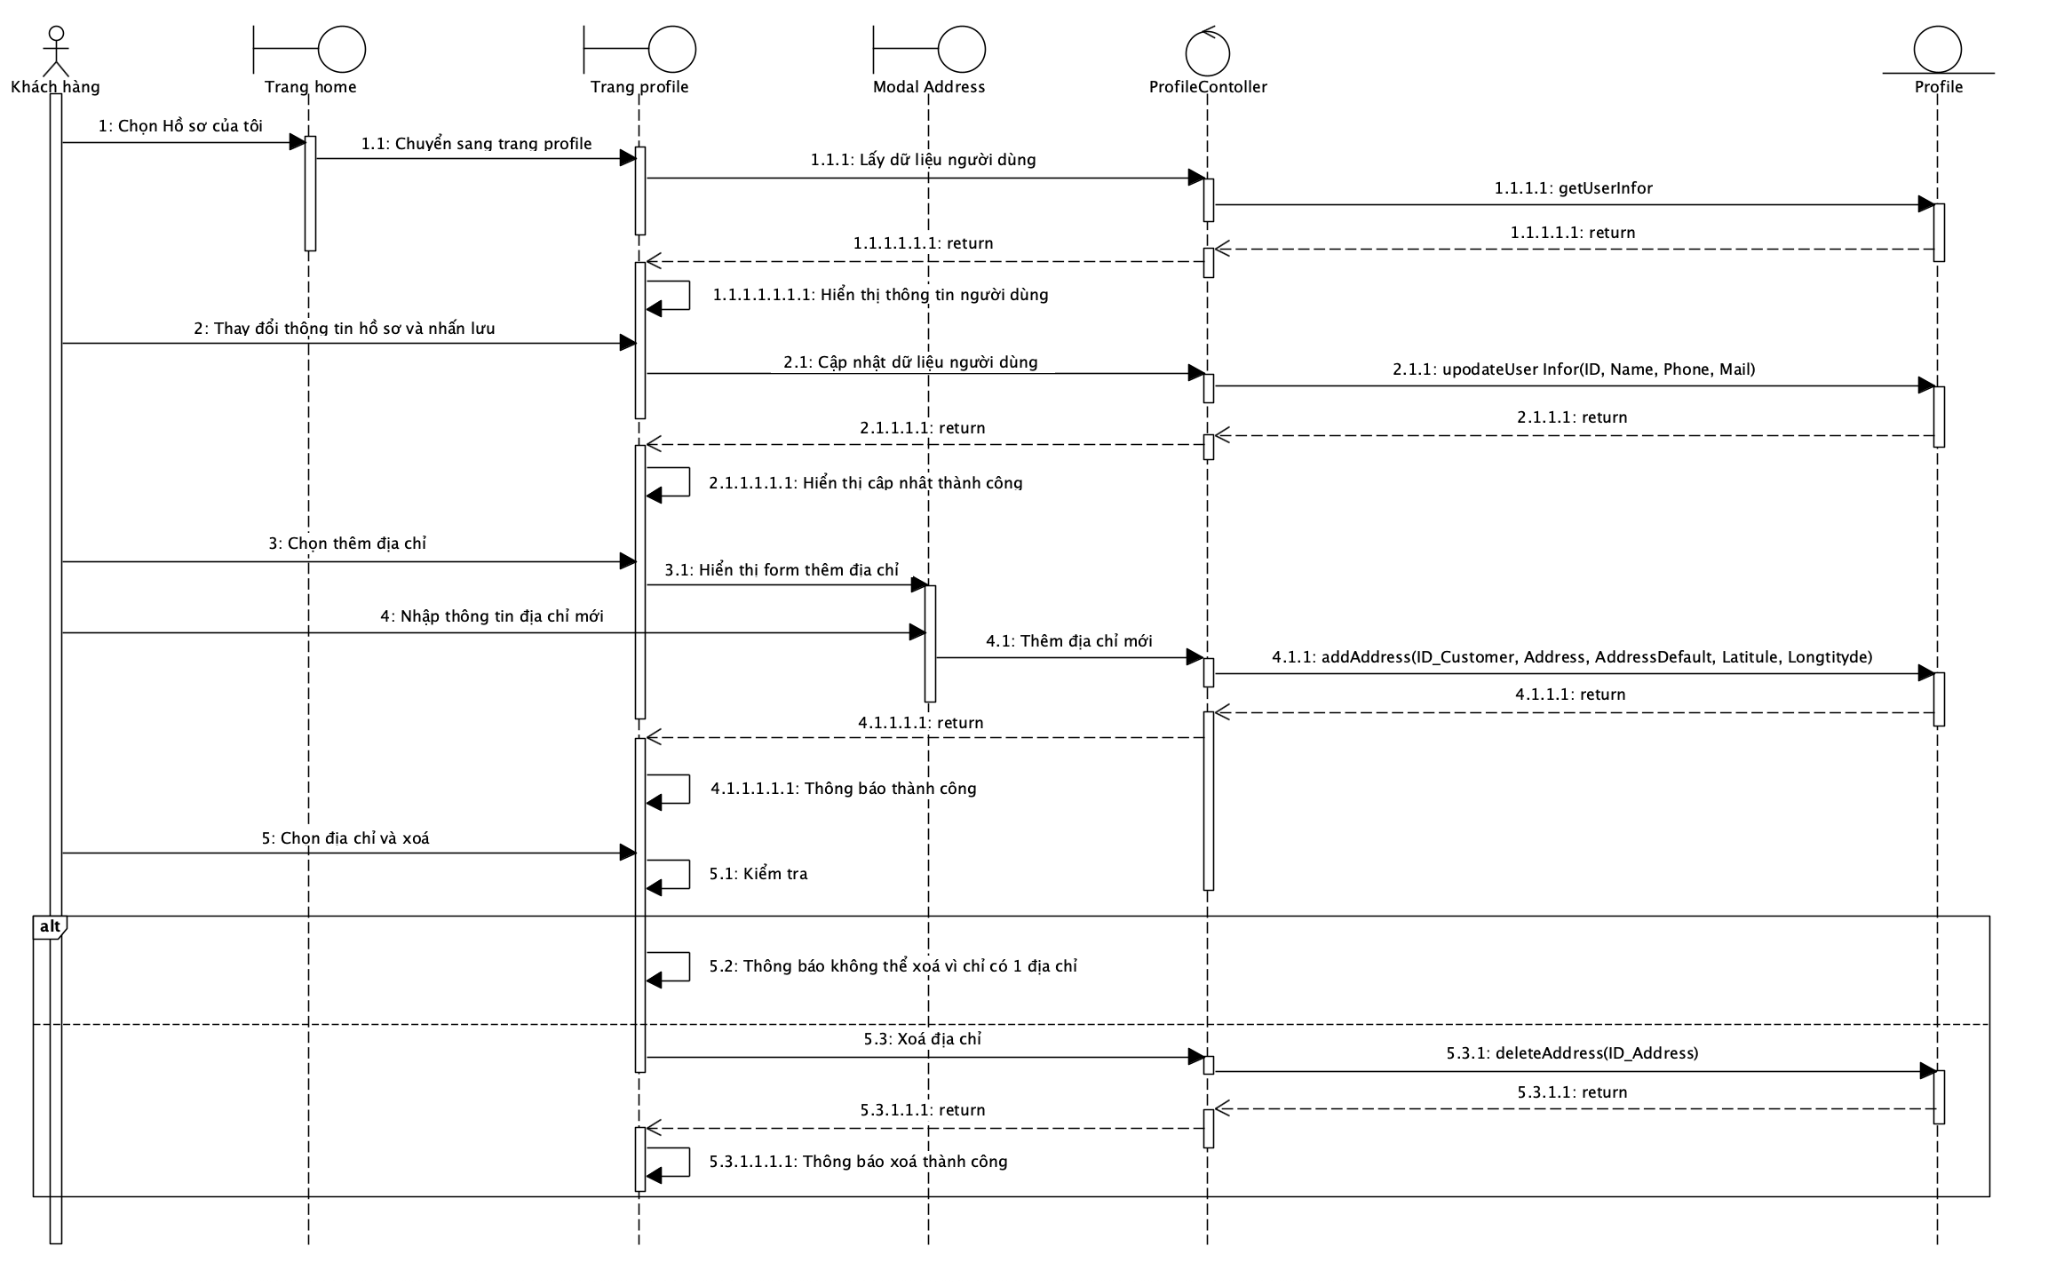 Khách hàng
Trang home
Trang profile
Modal Address
ProfileContoller
Profile
1: Chọn Hồ sơ của tôi
1.1: Chuyển sang trang profile
1.1.1: Lấy dữ liệu người dùng
1.1.1.1: getUserInfor
1.1.1.1.1: return
1.1.1.1.1.1: return
1.1.1.1.1.1.1: Hiển thị thông tin người dùng
2: Thay đổi thông tin hồ sơ và nhấn lưu
2.1: Cập nhật dữ liệu người dùng
2.1.1: upodateUser Infor(ID, Name, Phone, Mail)
2.1.1.1: return
2.1.1.1.1: return
2.1.1.1.1.1: Hiển thị cập nhật thành công
3: Chọn thêm địa chỉ
3.1: Hiển thị form thêm địa chỉ
4: Nhập thông tin địa chỉ mới
4.1: Thêm địa chỉ mới
4.1.1: addAddress(ID_Customer, Address, AddressDefault, Latitule, Longtityde)
4.1.1.1: return
4.1.1.1.1: return
4.1.1.1.1.1: Thông báo thành công
5: Chọn địa chỉ và xoá
5.1: Kiểm tra
alt
5.2: Thông báo không thể xoá vì chỉ có 1 địa chỉ
5.3: Xoá địa chỉ
5.3.1: deleteAddress(ID_Address)
5.3.1.1: return
5.3.1.1.1: return
5.3.1.1.1.1: Thông báo xoá thành công